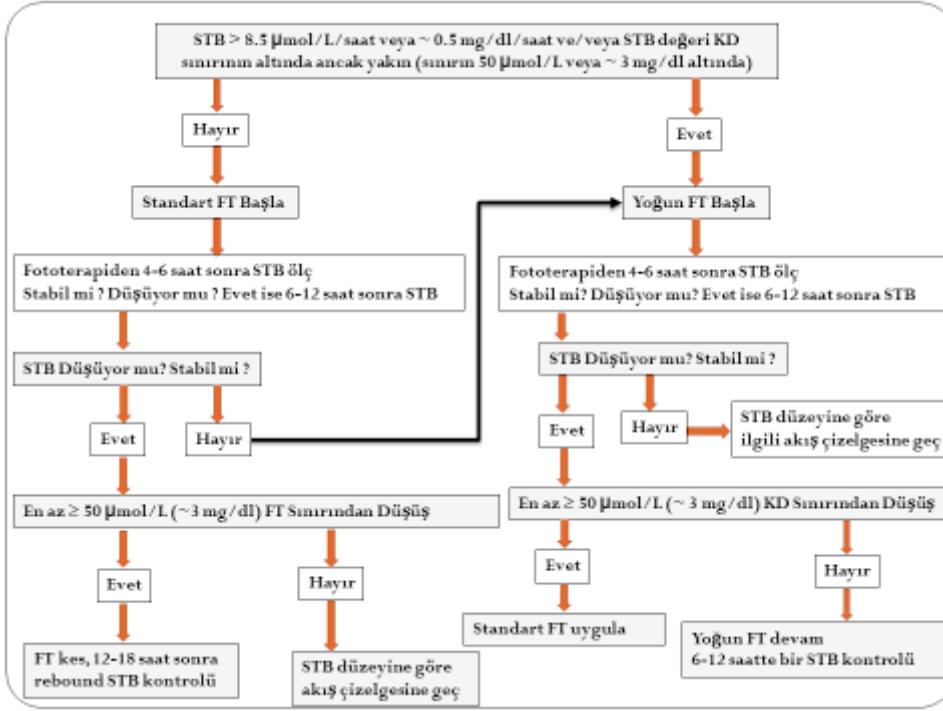 STB > 8.5 µmol/L/saat veya ~ 0.5 mg/dl/saat ve/veya STB değeri KD
sınırının altında ancak yakın (sınırın 50 µmol/L veya ~ 3 mg/dl altında)
Hayır
Evet
Standart FT Başla
Yoğun FT Başla
Fototerapiden 4-6 saat sonra STB ölç
Stabil mi ? Düşüyor mu ? Evet ise 6-12 saat sonra STB
Fototerapiden 4-6 saat sonra STB ölç
Stabil mi? Düşüyor mu? Evet ise 6-12 saat sonra STB
STB Düşüyor mu? Stabil mi ?
STB Düşüyor mu? Stabil mi ?
Evet
Hayır
Evet
Hayır
STB düzeyine göre
ilgili akış çizelgesine geç
En az ≥ 50 µmol/L (~3 mg/dl) FT Sınırından Düşüş
En az ≥ 50 µmol/L (~ 3 mg/dl) KD Sınırından Düşüş
Evet
Hayır
Evet
Hayır
FT kes, 12-18 saat sonra
rebound STB kontrolü
STB düzeyine göre
akış çizelgesine geç
Standart FT uygula
Yoğun FT devam
6-12 saatte bir STB kontrolü